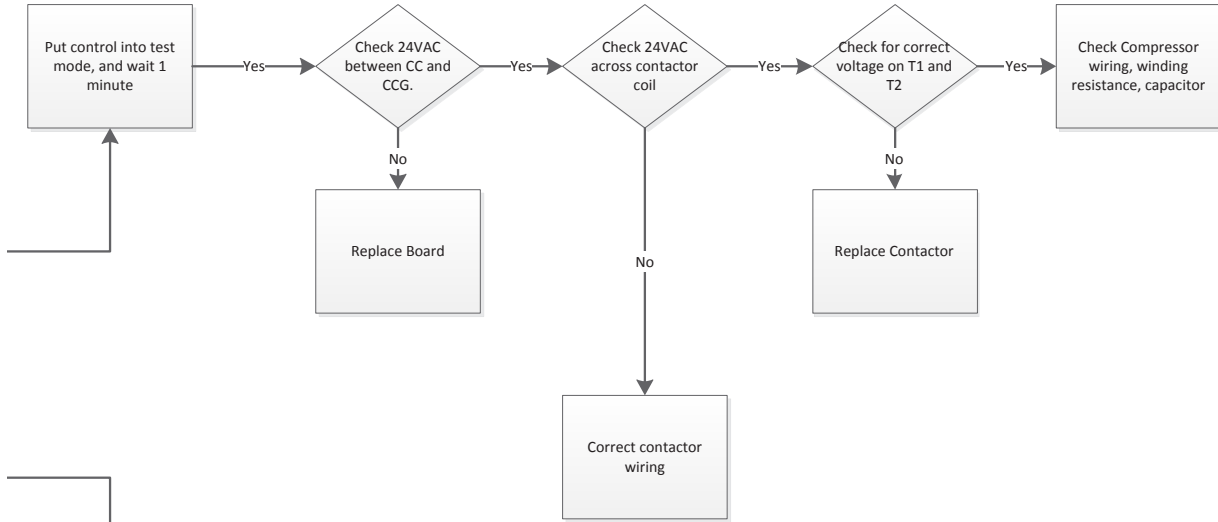 Put control into test
mode, and wait 1
minute
Yes
Check 24VAC
between CC and
CCG.
Yes
Check 24VAC
across contactor
coil
Yes
Check for correct
voltage on T1 and
T2
Yes
Check Compressor
wiring, winding
resistance, capacitor
No
No
Replace Board
No
Replace Contactor
Correct contactor
wiring